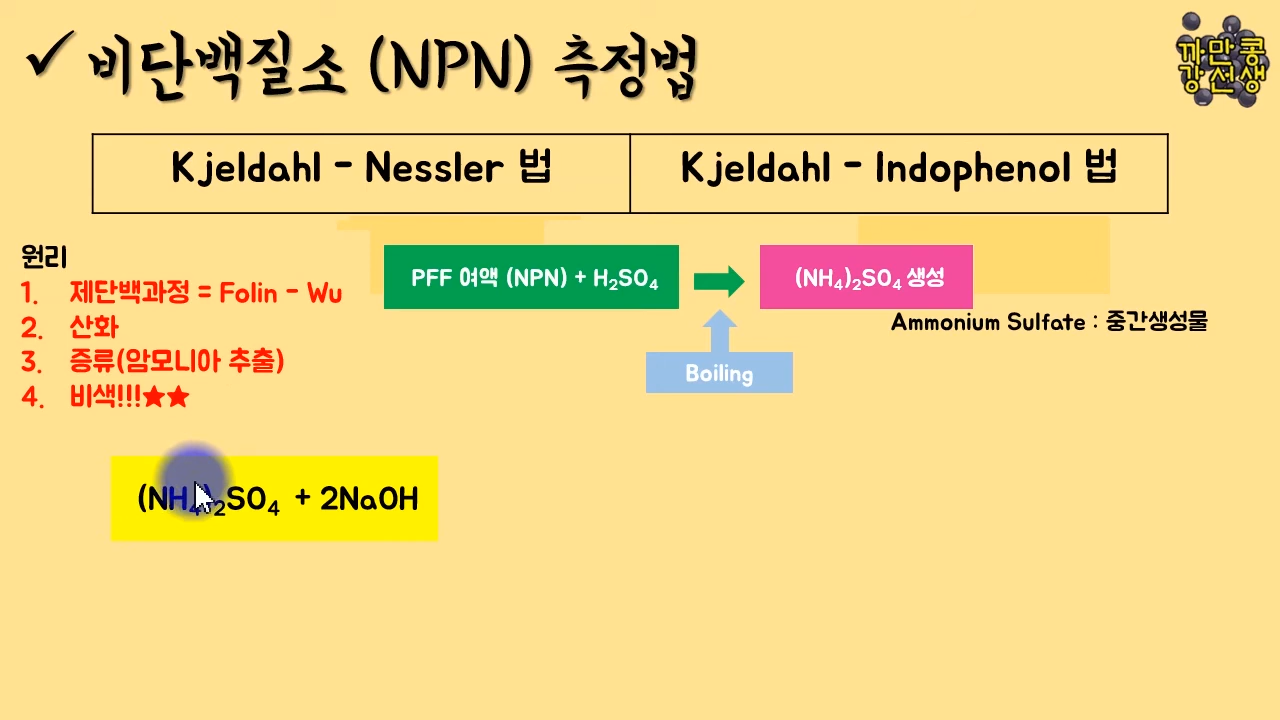 ✓비단백질소 (NPN) 측정법
까만콩
강선생
Kjeldahl - Nessler 법
Kjeldahl - Indophenol 법
원리
1. 제단백과정 = Folin - Wu
2. 산화
3. 증류(암모니아 추출)
4. 비색!!!★★
PFF 여액 (NPN) + H₂SO₄
(NH₄)₂SO₄ 생성
Ammonium Sulfate : 중간생성물
Boiling
(NH₄)₂SO₄ + 2NaOH